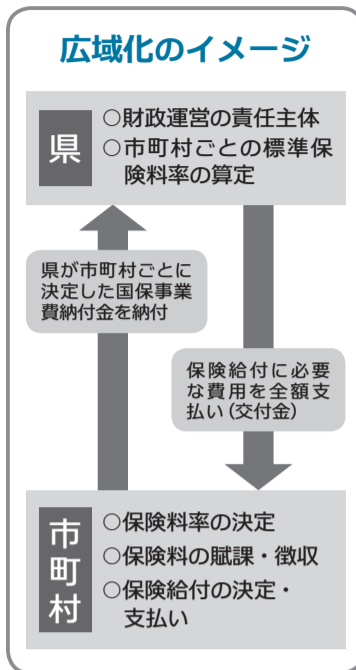 広域化のイメージ
県
○財政運営の責任主体
○市町村ごとの標準保
険料率の算定
県が市町村ごとに
決定した国保事業
費納付金を納付
保険給付に必要
な費用を全額支
払い(交付金)
市町村
○保険料率の決定
○保険料の賦課・徴収
○保険給付の決定・
支払い